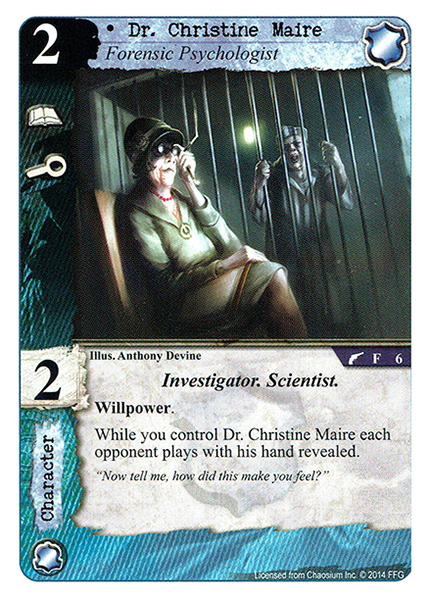 2
• Dr. Christine Maire
Forensic Psychologist
Illus. Anthony Devine
F 6
2
Investigator. Scientist.
Willpower.
While you control Dr. Christine Maire each
opponent plays with his hand revealed.
“Now tell me, how did this make you feel?”
Character
Licensed from Chaosium Inc. © 2014 FFG